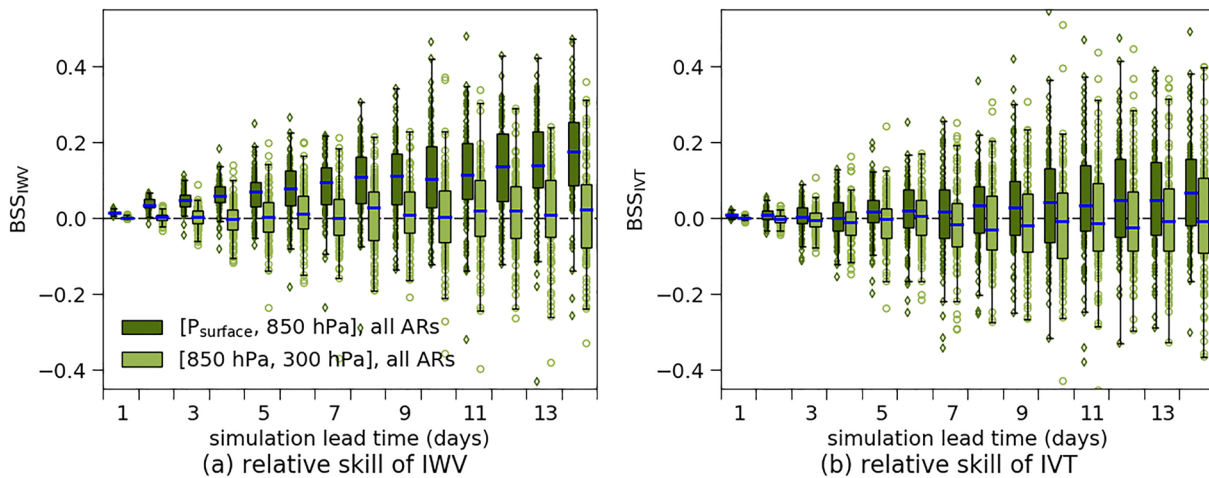 0.4
0.2
0.0
−0.2
−0.4
BSS_IWV
[P_surface, 850 hPa], all ARs
[850 hPa, 300 hPa], all ARs
1 3 5 7 9 11 13
simulation lead time (days)
(a) relative skill of IWV
0.4
0.2
0.0
−0.2
−0.4
BSS_IVT
1 3 5 7 9 11 13
simulation lead time (days)
(b) relative skill of IVT